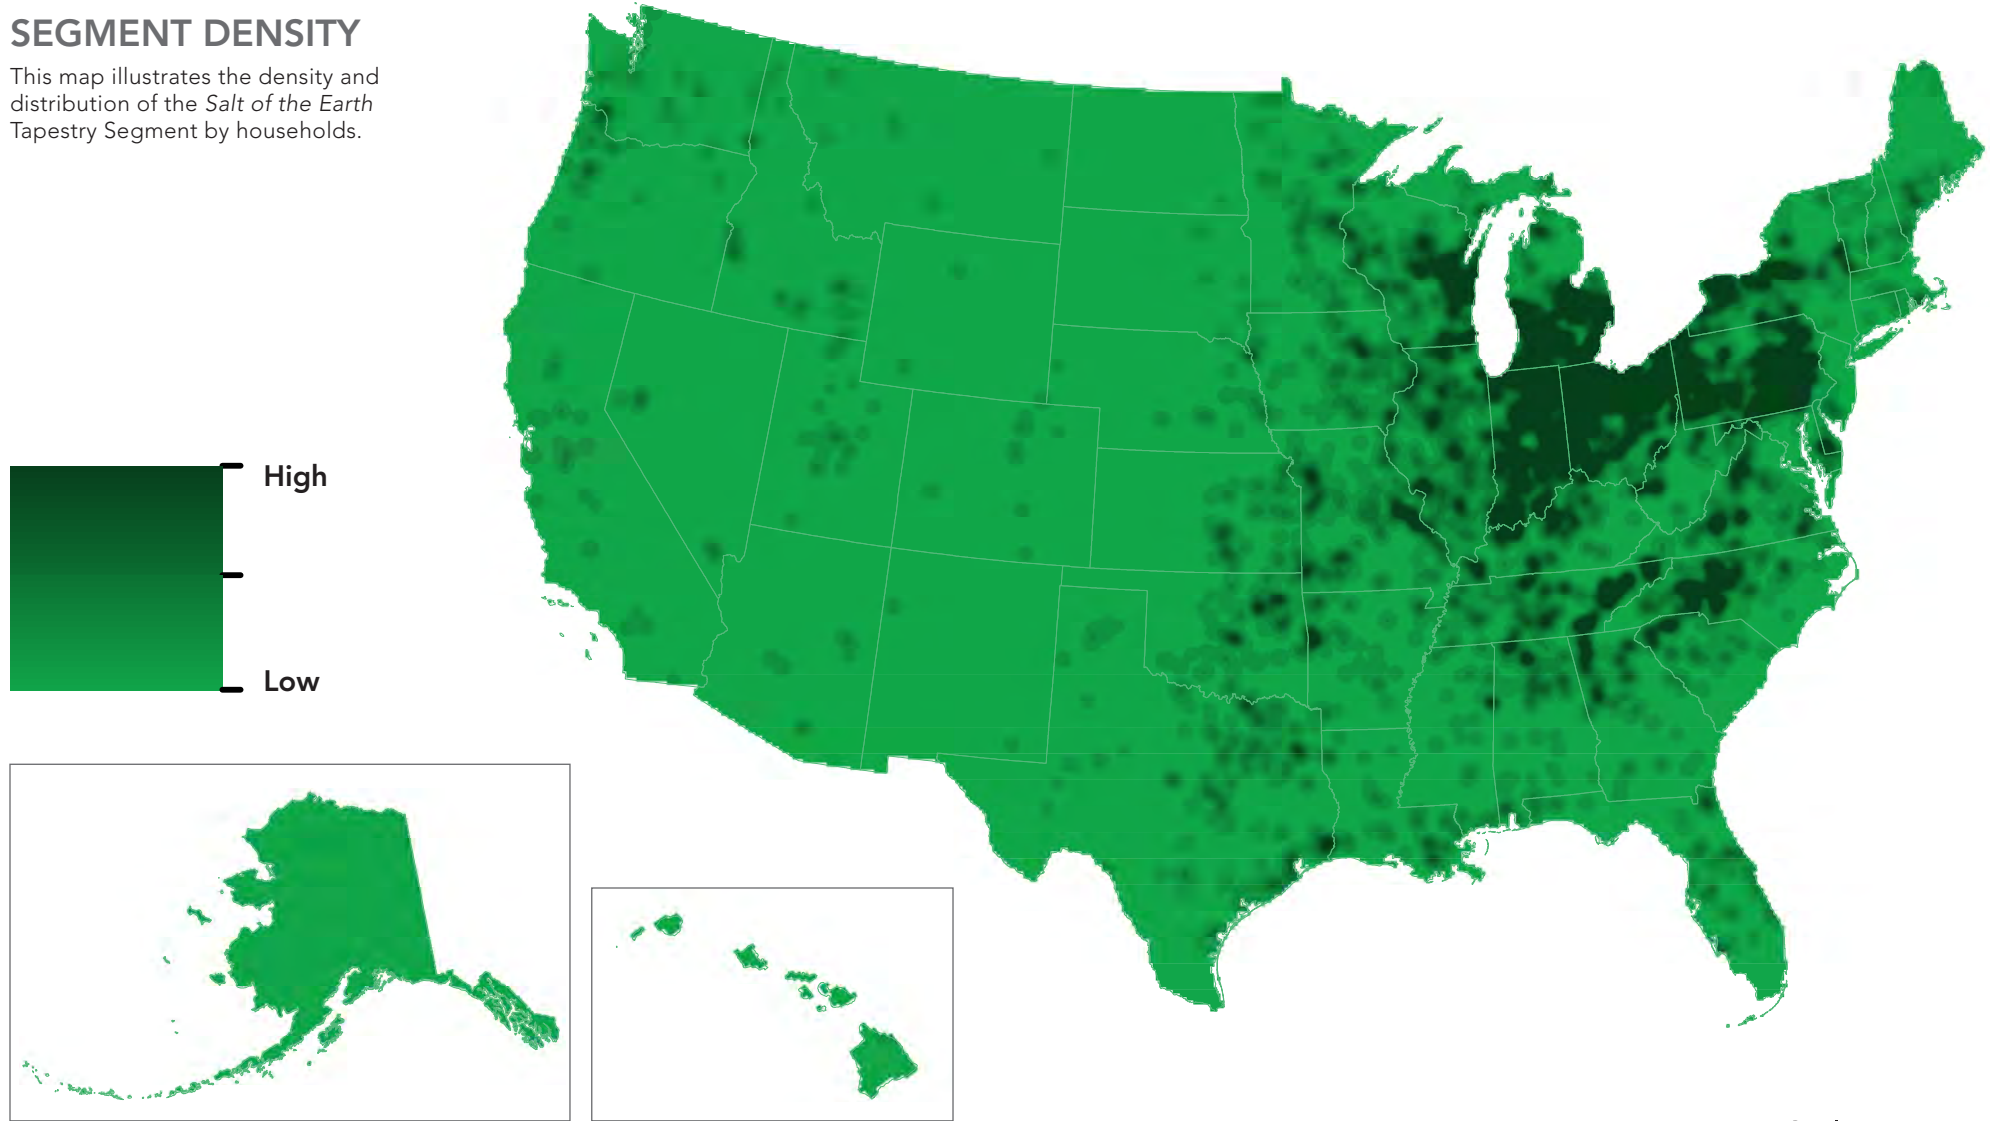 SEGMENT DENSITY
This map illustrates the density and
distribution of the Salt of the Earth
Tapestry Segment by households.
High
Low